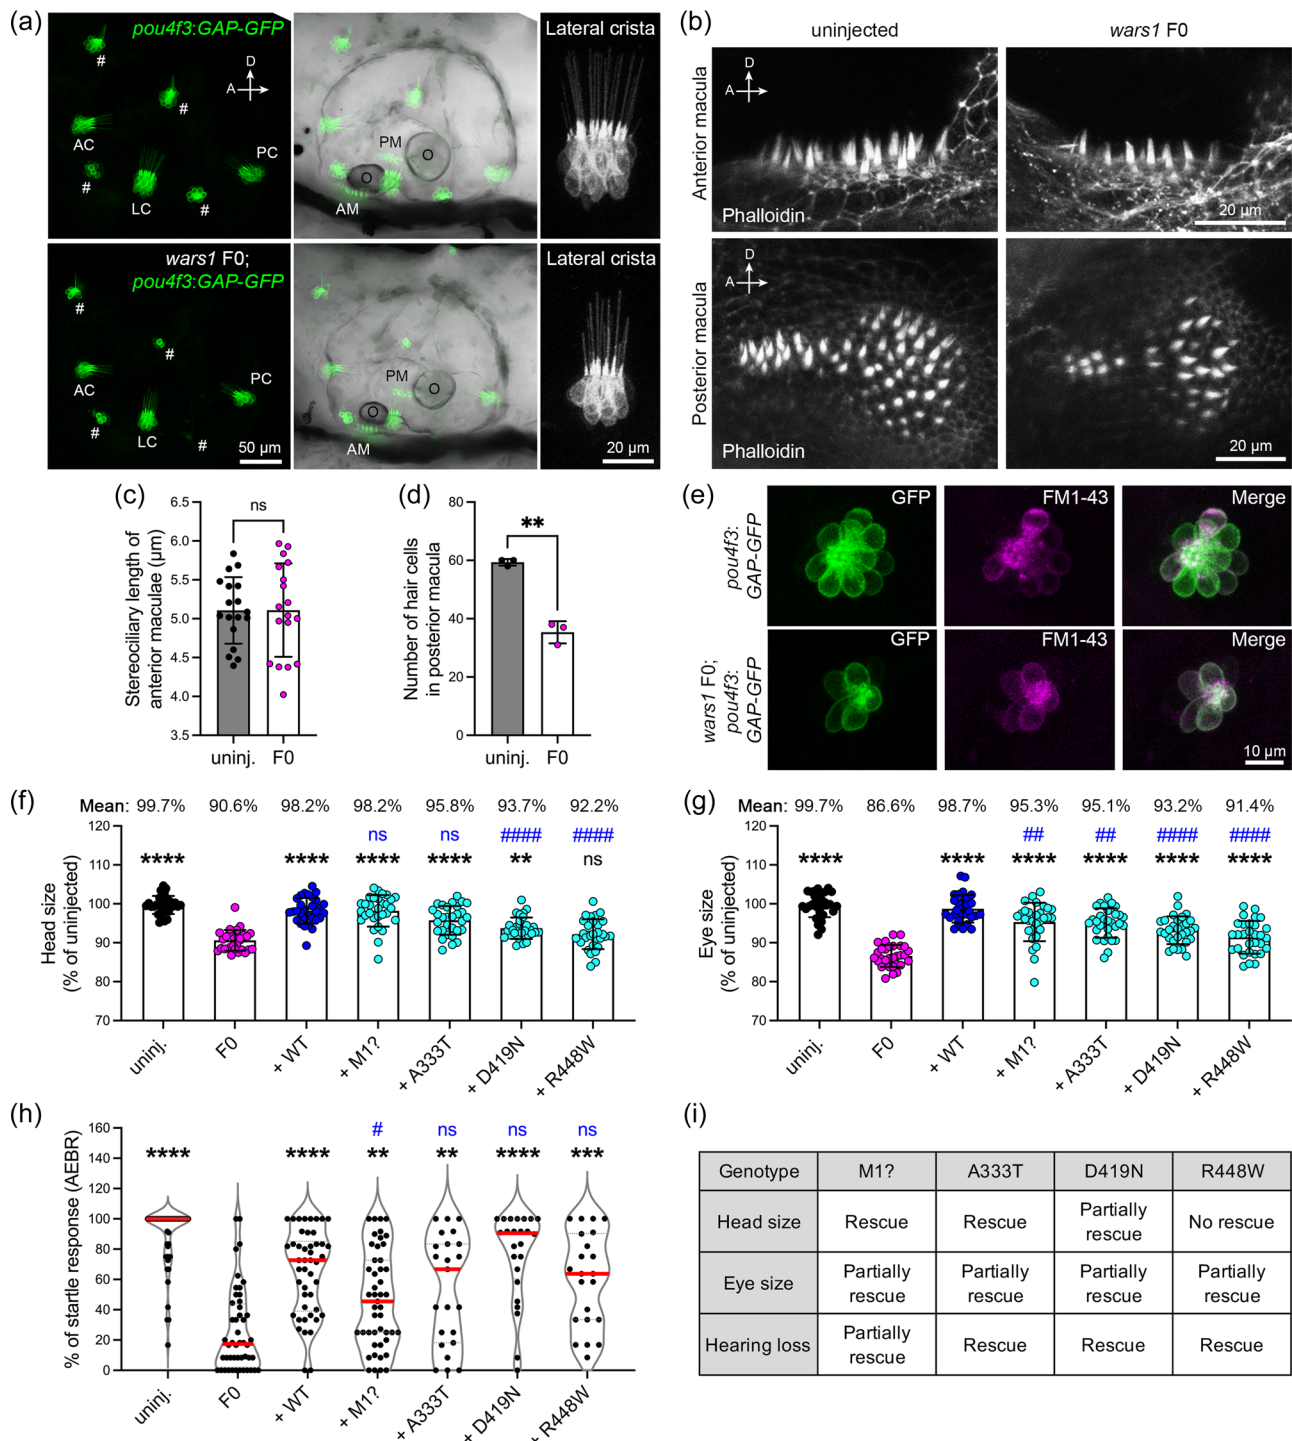 (a)
pou4f3:GAP-GFP
D
A
#
#
AC
#
LC
#
PC
PM
O
O
AM
Lateral crista
wars1 F0;
pou4f3:GAP-GFP
#
#
AC
#
LC
#
PC
50 µm
PM
O
O
AM
Lateral crista
20 µm
(b)
uninjected
wars1 F0
Anterior macula
D
A
Phalloidin
20 µm
Posterior macula
D
A
Phalloidin
20 µm
(c)
Stereociliary length of
anterior maculae (µm)
6.5
6.0
5.5
5.0
4.5
4.0
3.5
ns
uninj.
F0
(d)
Number of hair cells
in posterior macula
80
60
40
20
0
**
uninj.
F0
(e)
pou4f3:
GAP-GFP
GFP
FM1-43
Merge
wars1 F0;
pou4f3:
GAP-GFP
GFP
FM1-43
Merge
10 µm
(f)
Mean: 99.7% 90.6% 98.2% 98.2% 95.8% 93.7% 92.2%
ns ns #### ####
**** **** **** **** ** ns
Head size
(% of uninjected)
120
110
100
90
80
70
uninj.
F0
+ WT
+ M1?
+ A333T
+ D419N
+ R448W
(g)
Mean: 99.7% 86.6% 98.7% 95.3% 95.1% 93.2% 91.4%
## ## #### ####
**** **** **** **** **** ****
Eye size
(% of uninjected)
120
110
100
90
80
70
uninj.
F0
+ WT
+ M1?
+ A333T
+ D419N
+ R448W
(h)
# ns ns ns
**** **** ** ** **** ***
% of startle response (AEBR)
160
140
120
100
80
60
40
20
0
uninj.
F0
+ WT
+ M1?
+ A333T
+ D419N
+ R448W
(i)
Genotype M1? A333T D419N R448W
Head size Rescue Rescue Partially rescue No rescue
Eye size Partially rescue Partially rescue Partially rescue Partially rescue
Hearing loss Partially rescue Rescue Rescue Rescue